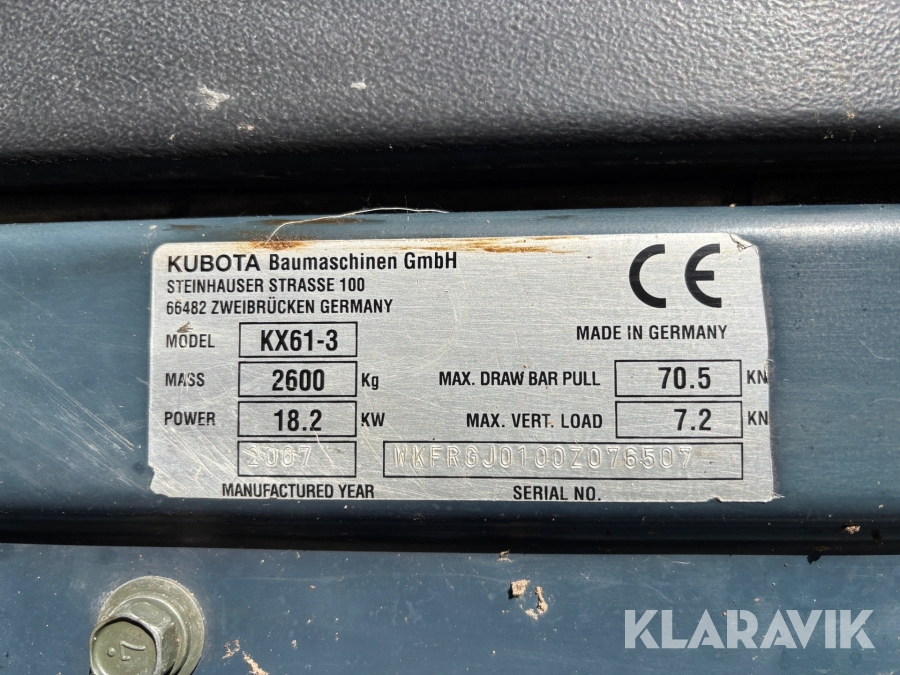 KUBOTA Baumaschinen GmbH
STEINHAUSER STRASSE 100
66482 ZWEIBRÜCKEN GERMANY
CE
MADE IN GERMANY
MODEL KX61-3
MASS 2600 Kg
MAX. DRAW BAR PULL 70.5 KN
POWER 18.2 KW
MAX. VERT. LOAD 7.2 KN
2007 WKFRGJ0100Z076507
MANUFACTURED YEAR SERIAL NO.
7
KLARAVIK